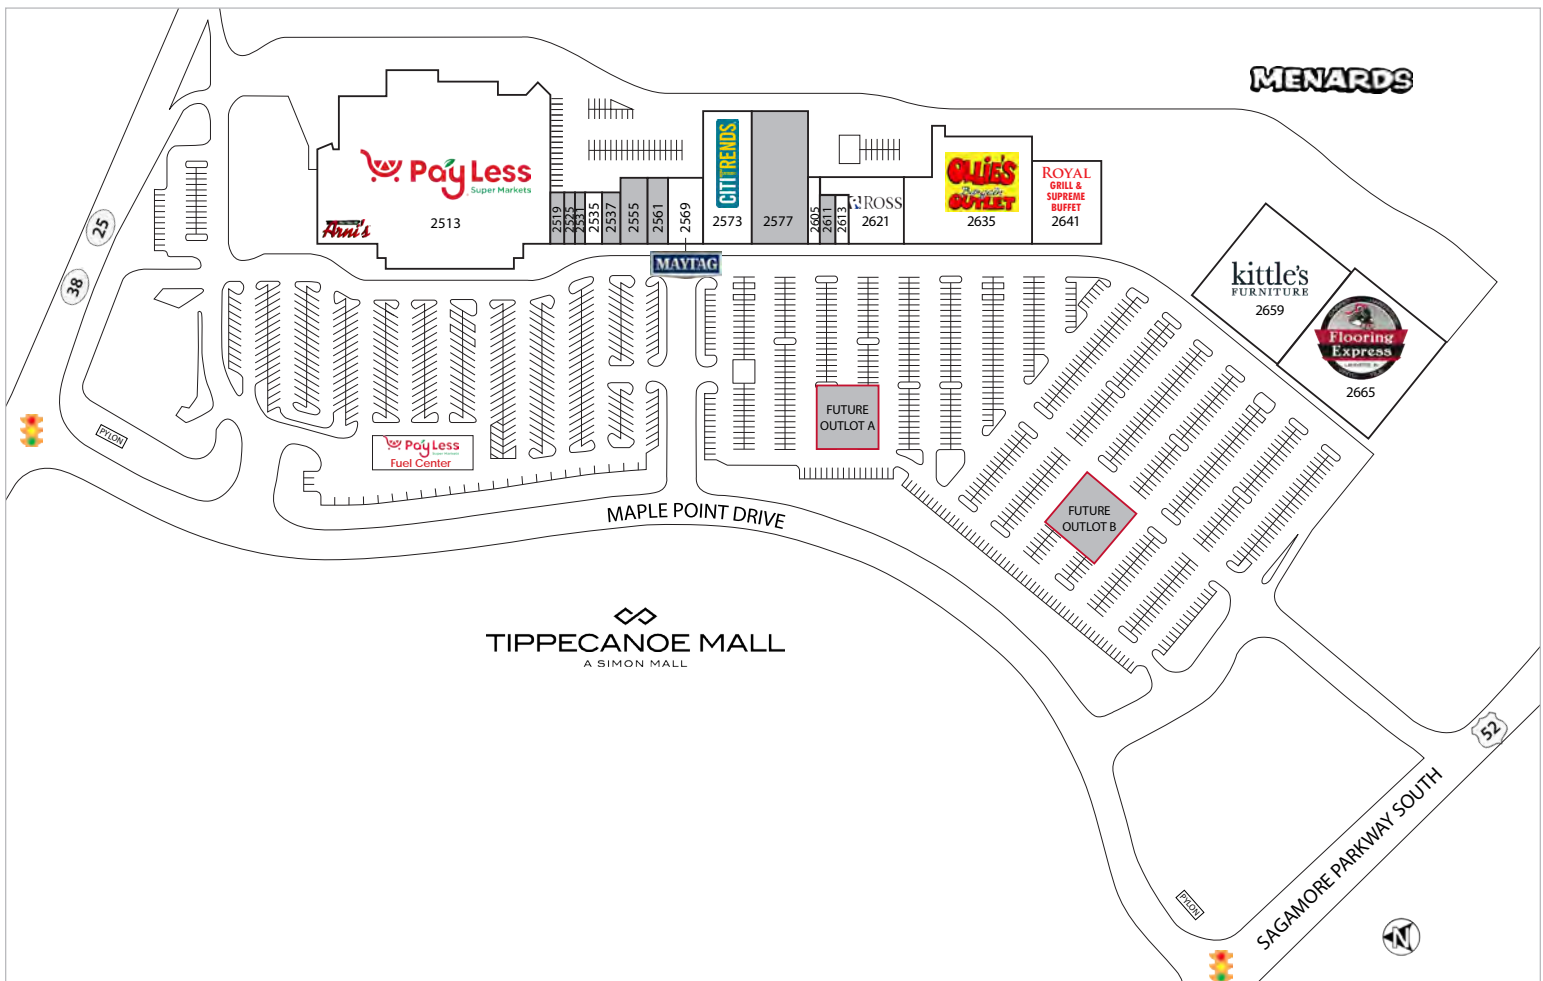 MENARDS
PayLess
Super Markets
2513
Arni's
2519
2525
2531
2535
2537
2555
2561
2569
MAYTAG
CITITRENDS
2573
2577
2605
2611
2613
ROSS
2621
OLLIE'S
Bargain
OUTLET
2635
ROYAL
GRILL &
SUPREME
BUFFET
2641
kittle's
FURNITURE
2659
Flooring
Express
2665
25
38
PYLON
PayLess
Super Markets
Fuel Center
FUTURE
OUTLOT A
FUTURE
OUTLOT B
MAPLE POINT DRIVE
TIPPECANOE MALL
A SIMON MALL
52
SAGAMORE PARKWAY SOUTH
PYLON
N